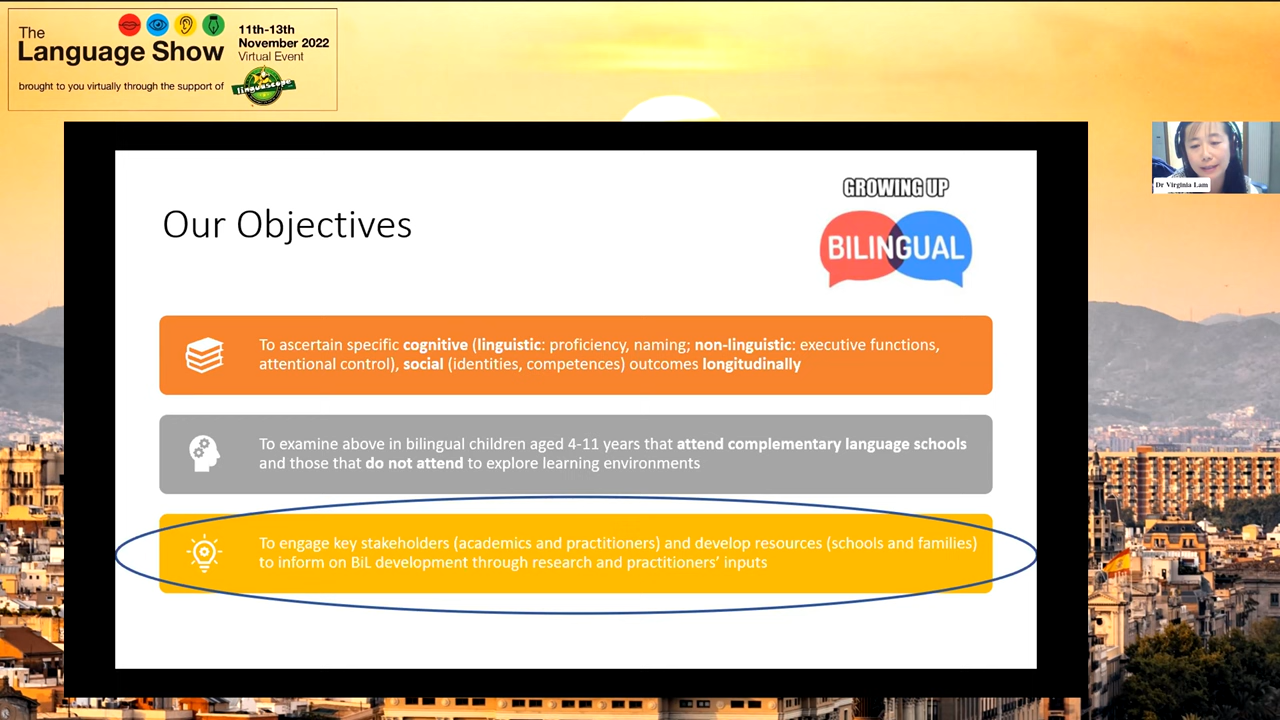 The
Language Show
11th-13th
November 2022
Virtual Event
brought to you virtually through the support of
linguascope
Dr Virginia Lam
GROWING UP
BILINGUAL
Our Objectives
To ascertain specific cognitive (linguistic: proficiency, naming; non-linguistic: executive functions,
attentional control), social (identities, competences) outcomes longitudinally
To examine above in bilingual children aged 4-11 years that attend complementary language schools
and those that do not attend to explore learning environments
To engage key stakeholders (academics and practitioners) and develop resources (schools and families)
to inform on BiL development through research and practitioners' inputs